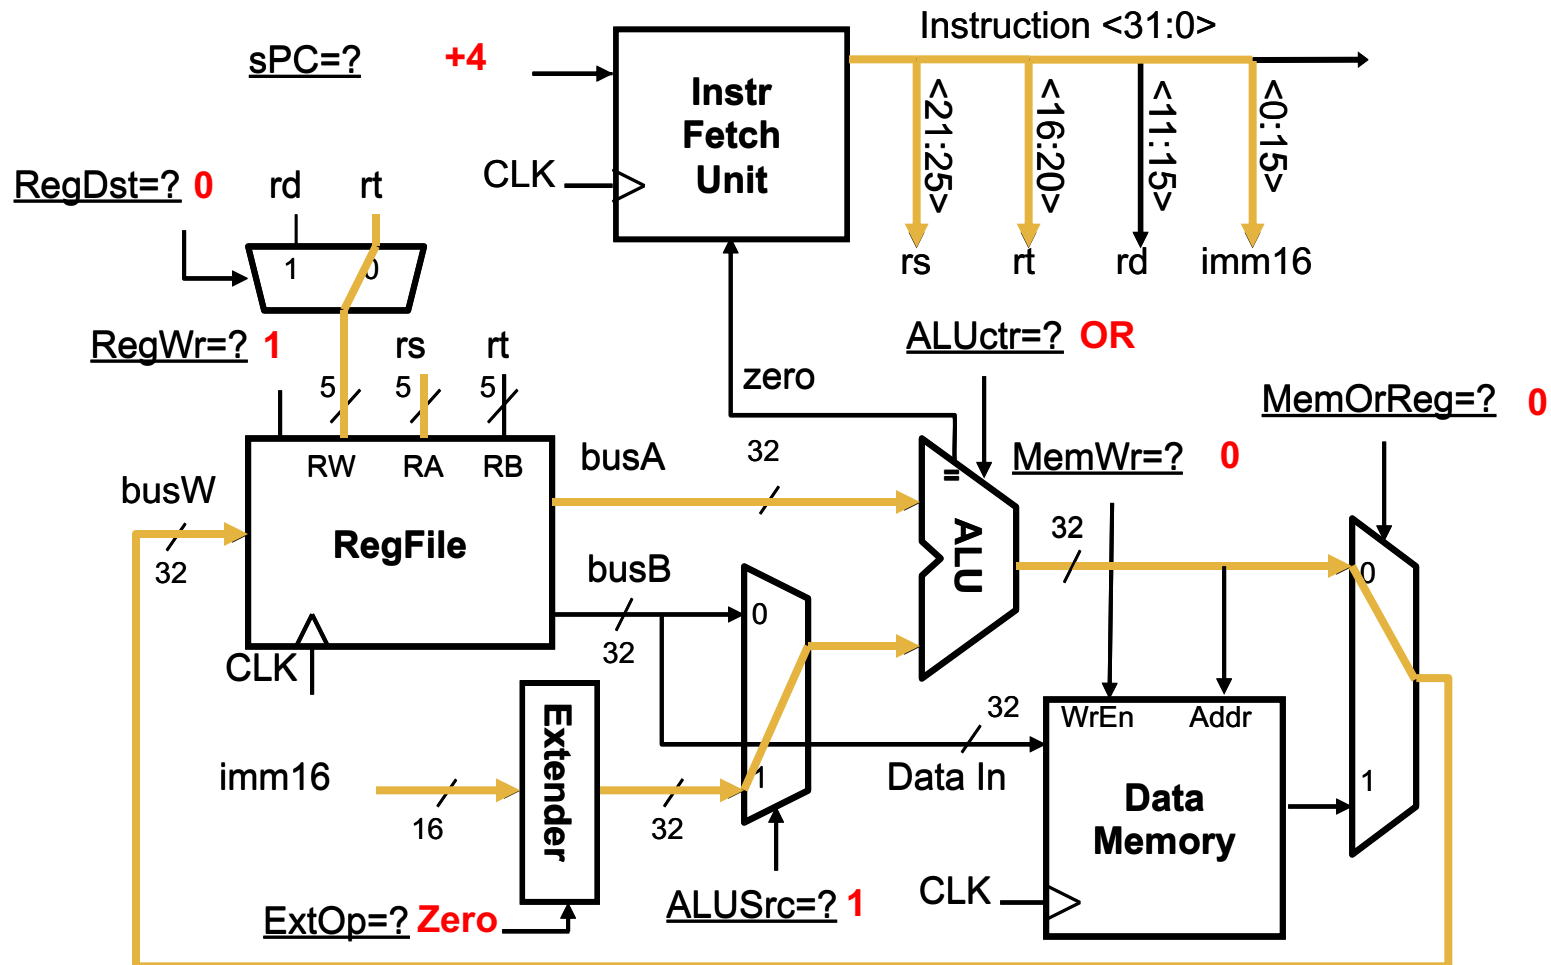 Instruction <31:0>
sPC=? +4
Instr
Fetch
Unit
<21:25>
<16:20>
<11:15>
<0:15>
CLK
RegDst=? 0
rd
rt
1
0
rs
rt
rd
imm16
RegWr=? 1
rs
rt
ALUctr=? OR
zero
MemOrReg=? 0
5
5
5
RW
RA
RB
busA
32
MemWr=? 0
=
busW
32
RegFile
ALU
32
busB
32
0
0
CLK
Extender
32
WrEn
Addr
imm16
16
32
1
Data In
Data
Memory
1
CLK
ALUSrc=? 1
ExtOp=? Zero